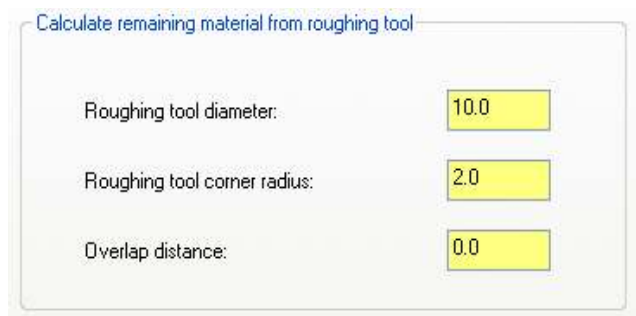 Calculate remaining material from roughing tool
Roughing tool diameter: 10.0
Roughing tool corner radius: 2.0
Overlap distance: 0.0